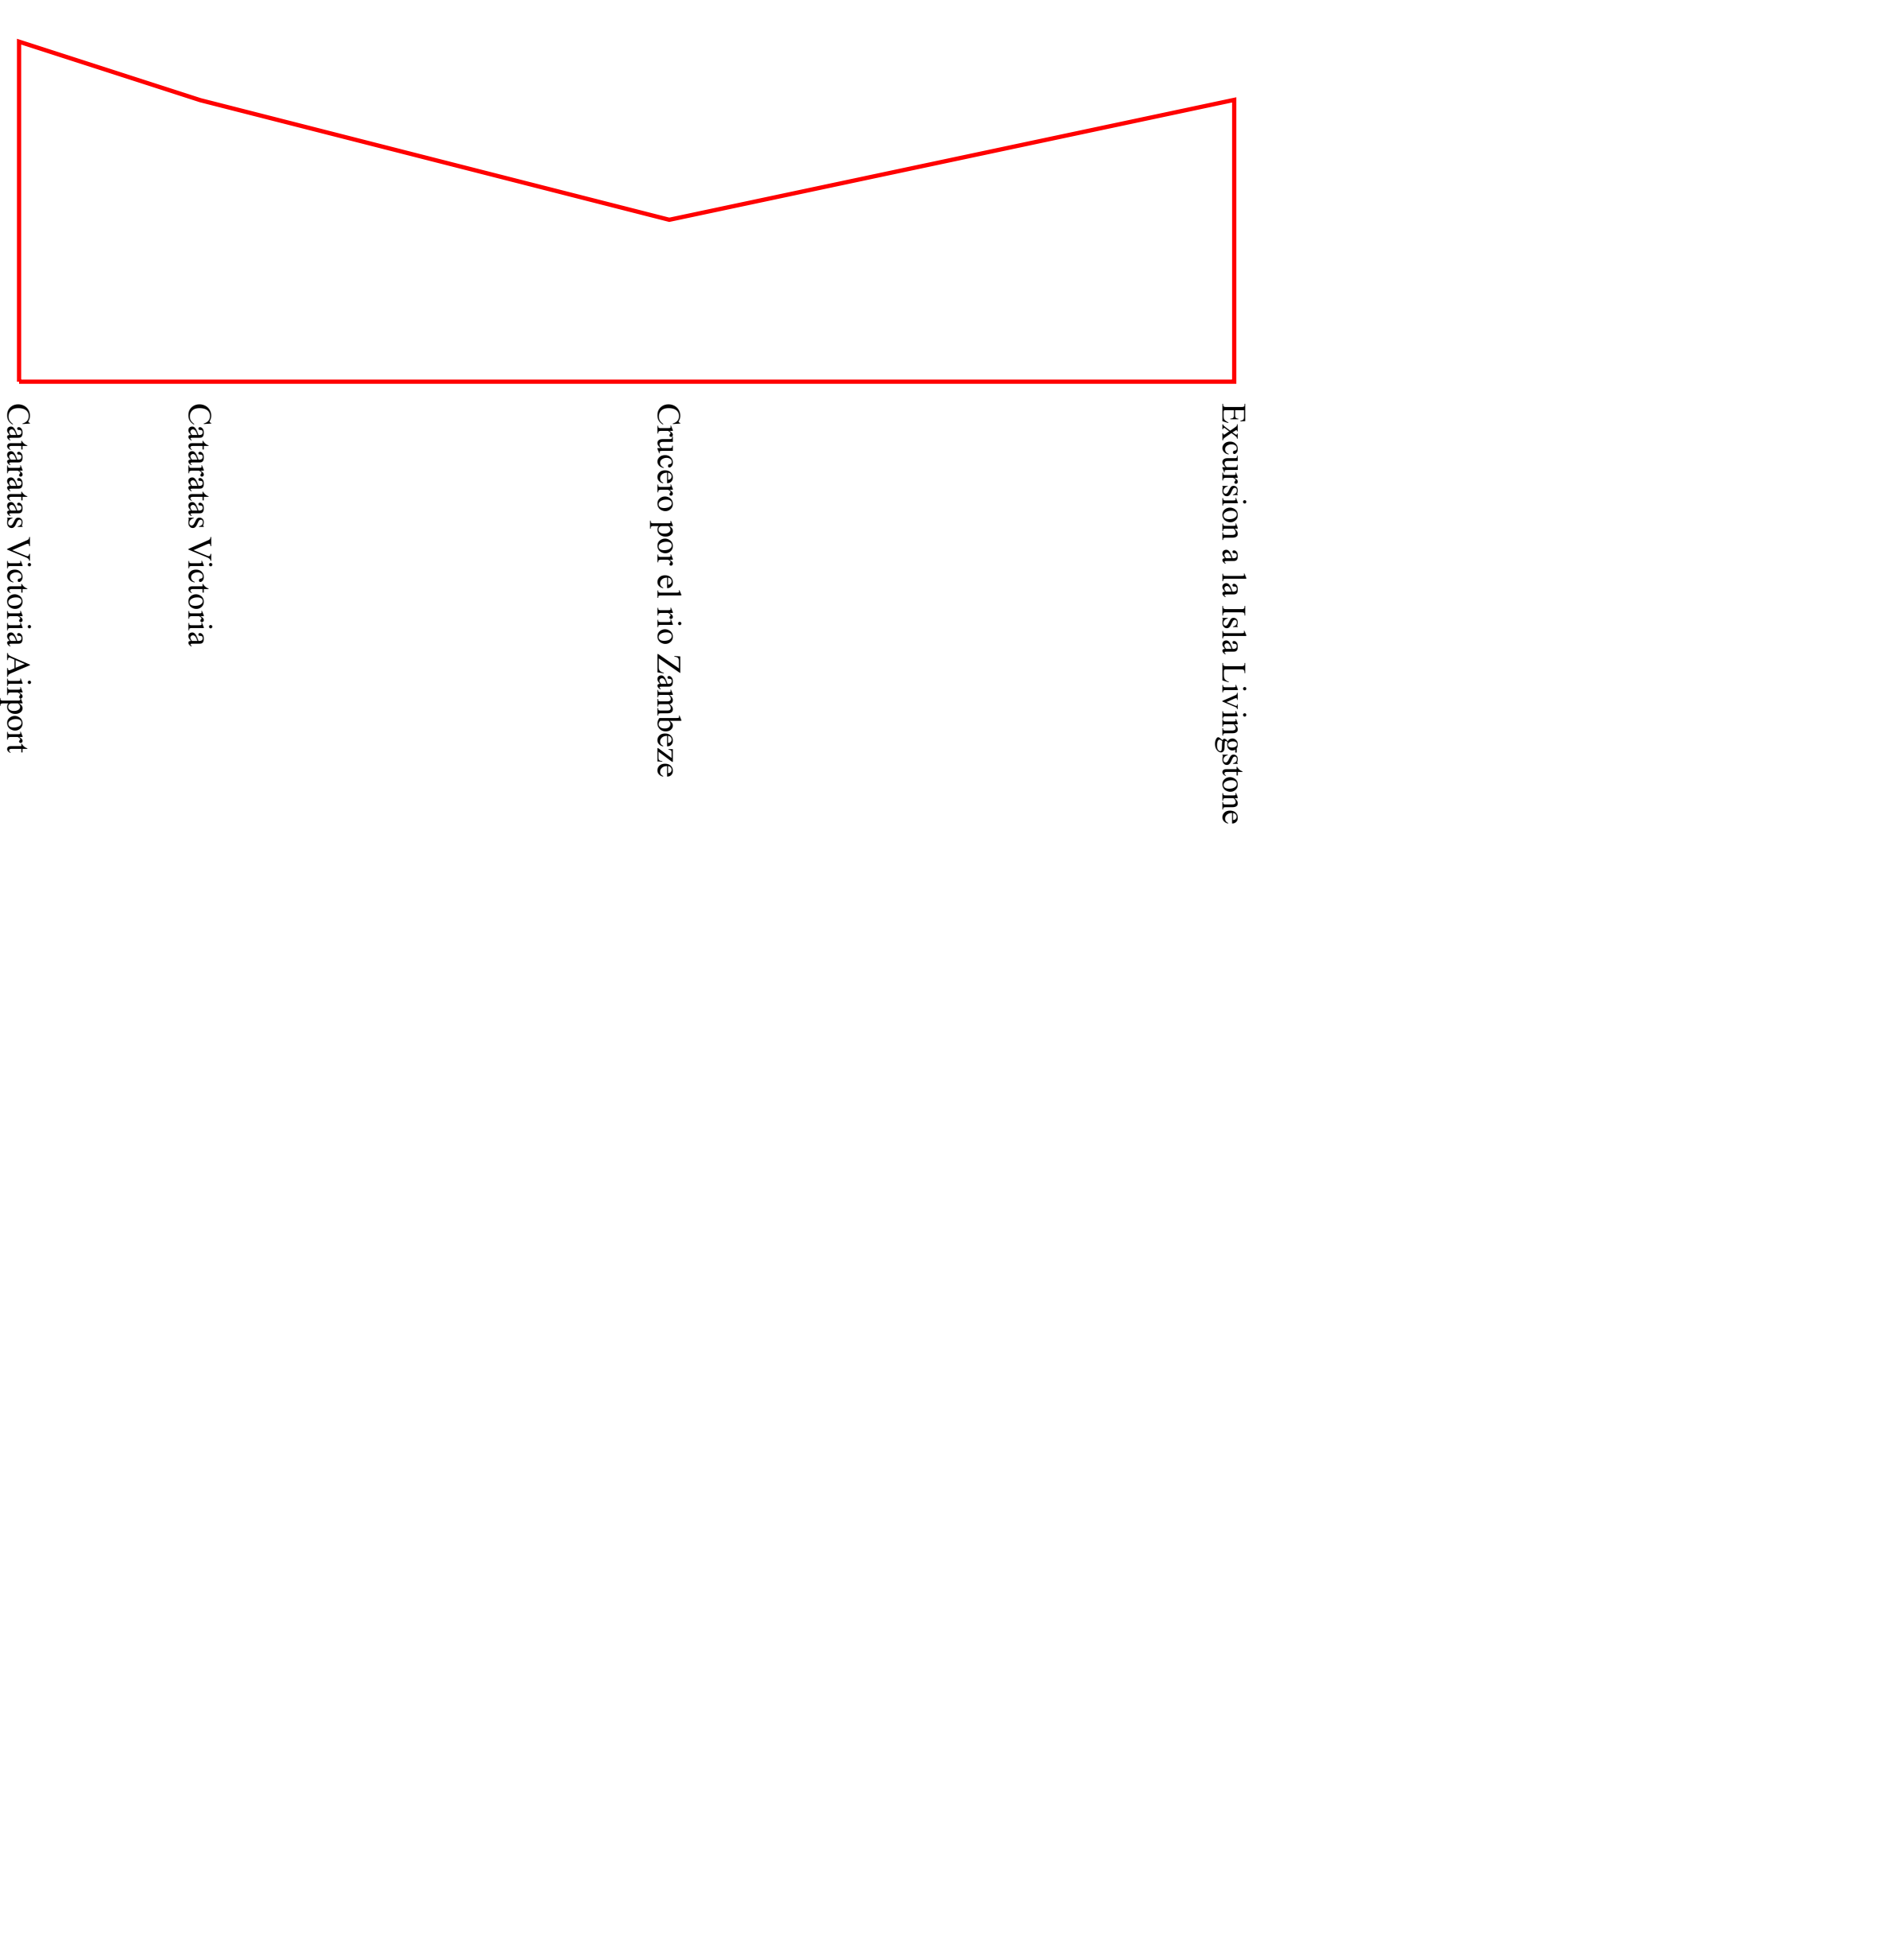 Cataratas Victoria Airport
Cataratas Victoria
Crucero por el rio Zambeze
Excursion a la Isla Livingstone